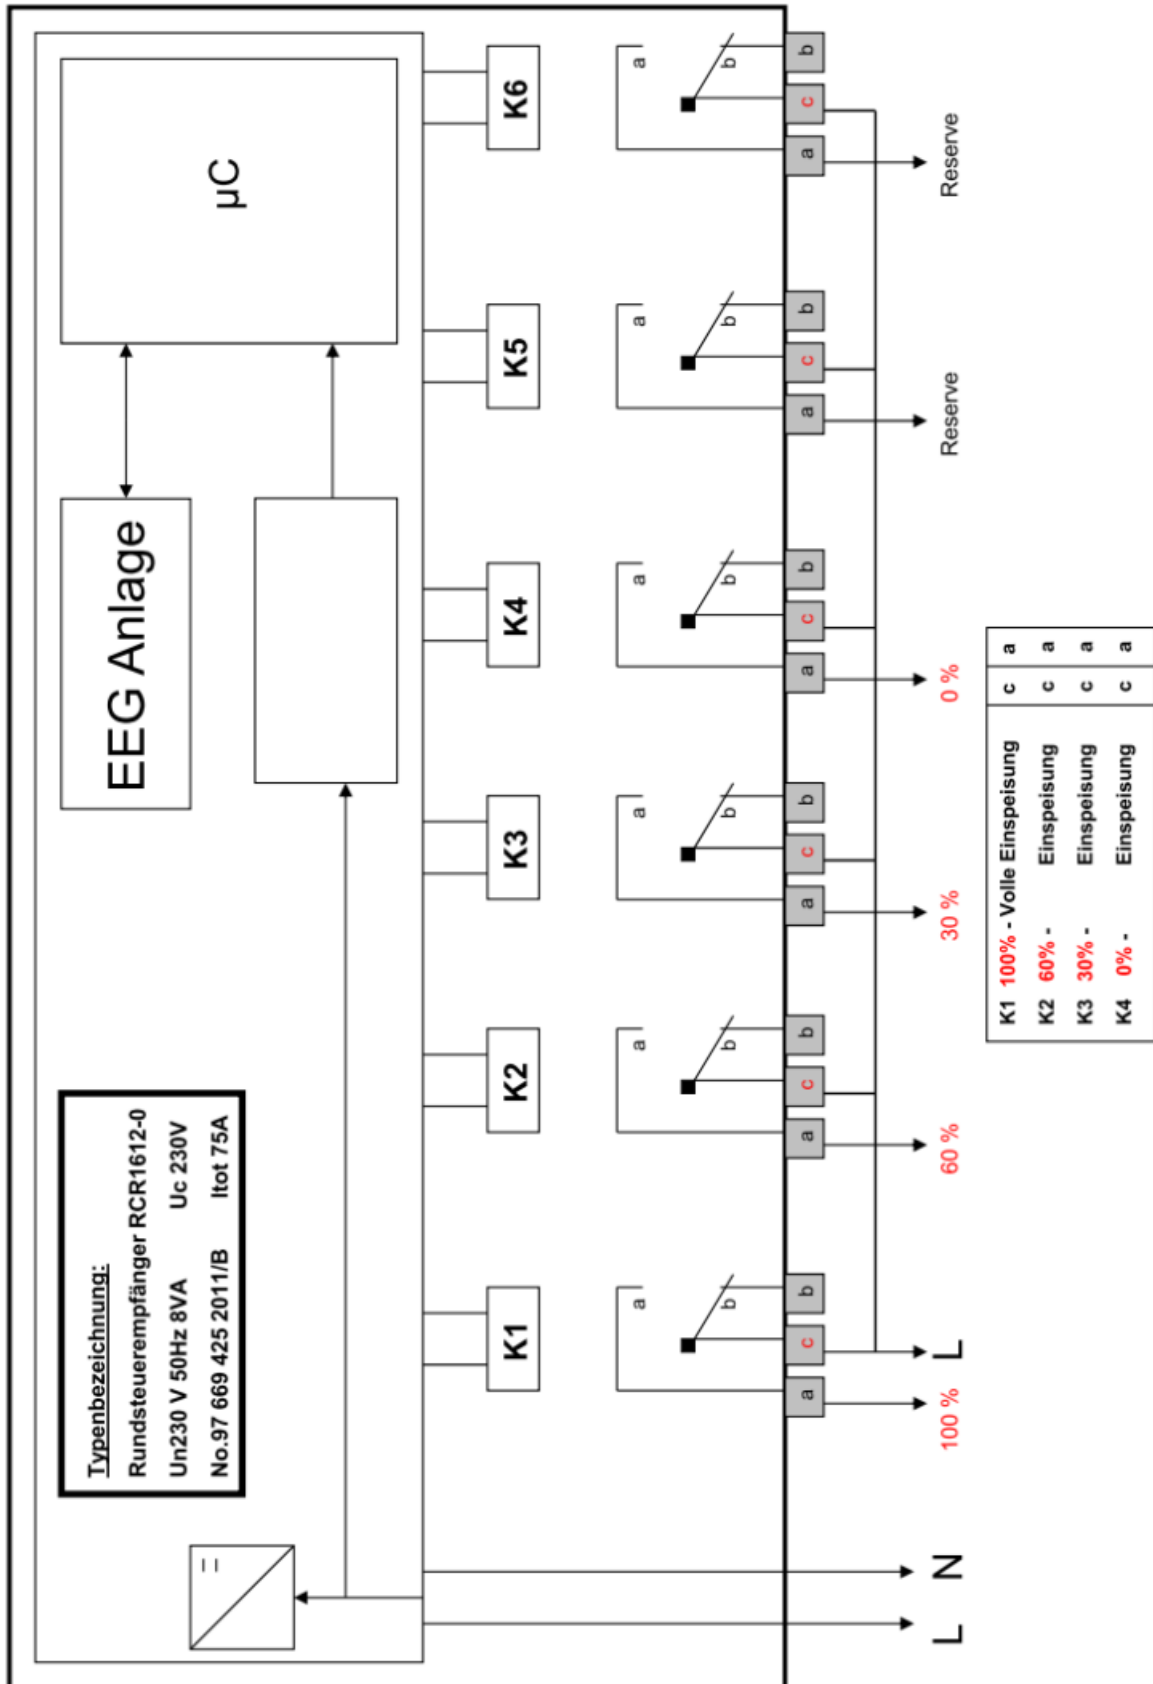 Typenbezeichnung:
Rundsteuerempfänger RCR1612-0
Un230 V 50Hz 8VA Uc 230V
No.97 669 425 2011/B Itot 75A
EEG Anlage
µC
=
K1
K2
K3
K4
K5
K6
a
b
a
b
a
b
a
b
a
b
a
b
a c b
a c b
a c b
a c b
a c b
a c b
L
N
100 %
L
60 %
30 %
0 %
Reserve
Reserve
K1 100% - Volle Einspeisung c a
K2 60% - Einspeisung c a
K3 30% - Einspeisung c a
K4 0% - Einspeisung c a